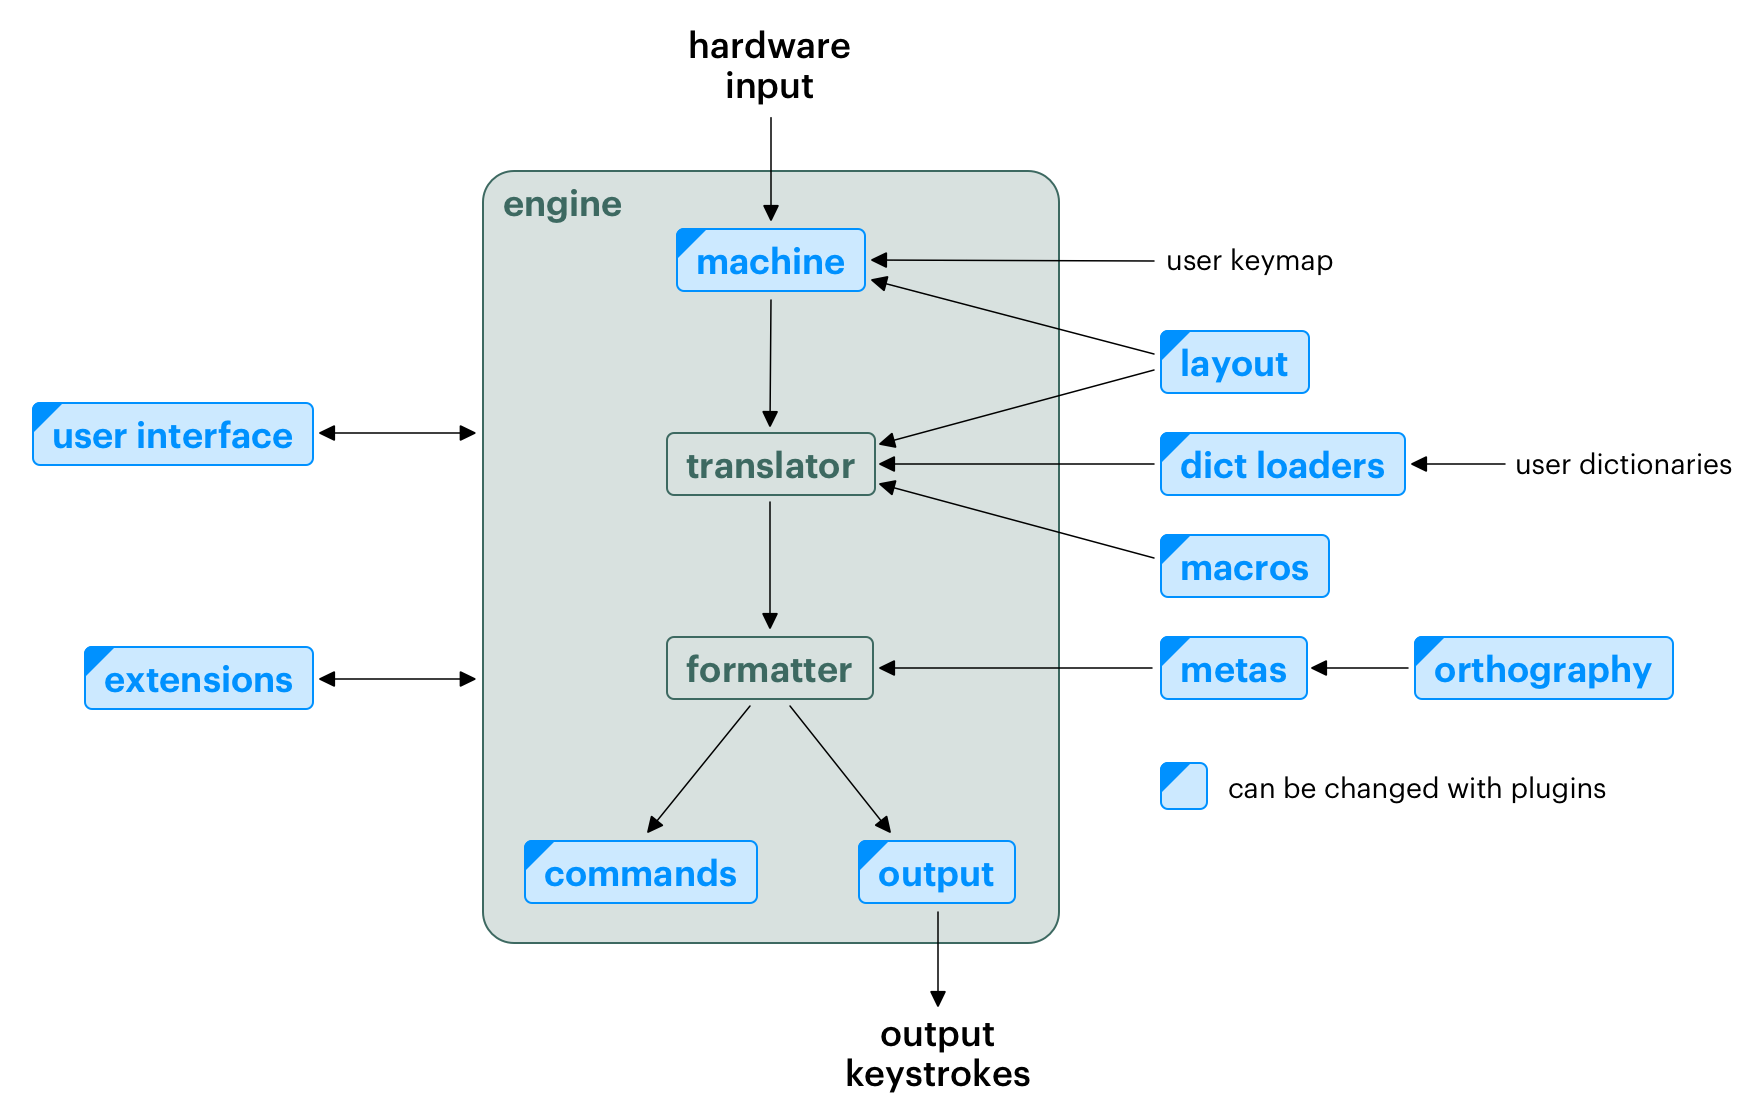 hardware
input
engine
machine
user keymap
layout
user interface
translator
dict loaders
user dictionaries
macros
extensions
formatter
metas
orthography
can be changed with plugins
commands
output
output
keystrokes